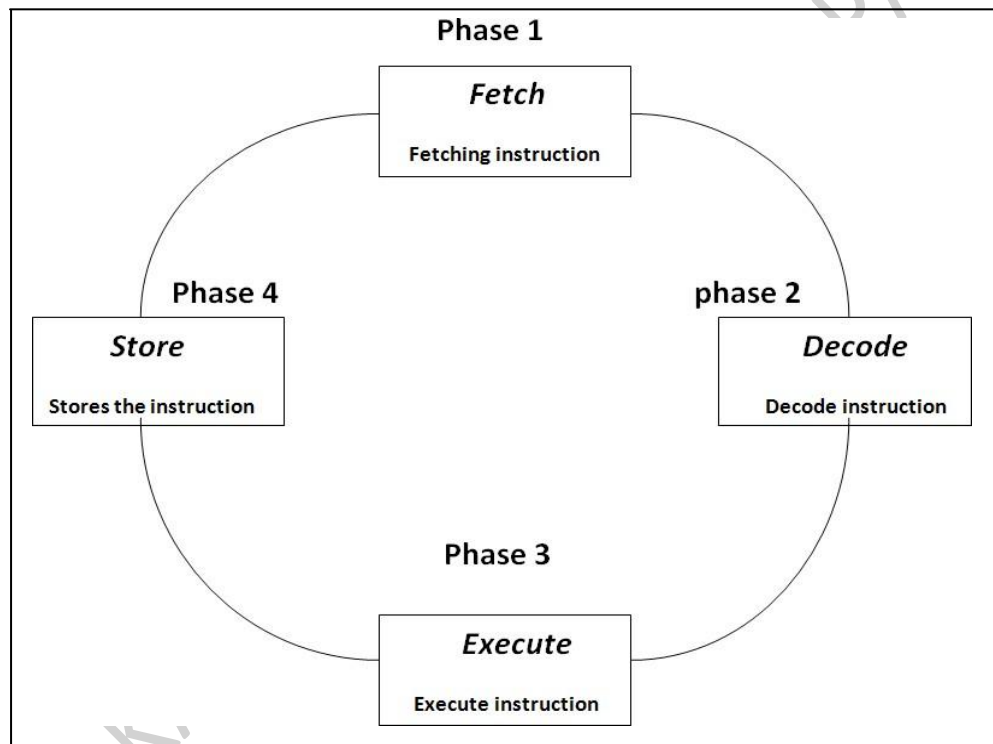 Phase 1
Fetch
Fetching instruction
Phase 4
phase 2
Store
Decode
Stores the instruction
Decode instruction
Phase 3
Execute
Execute instruction